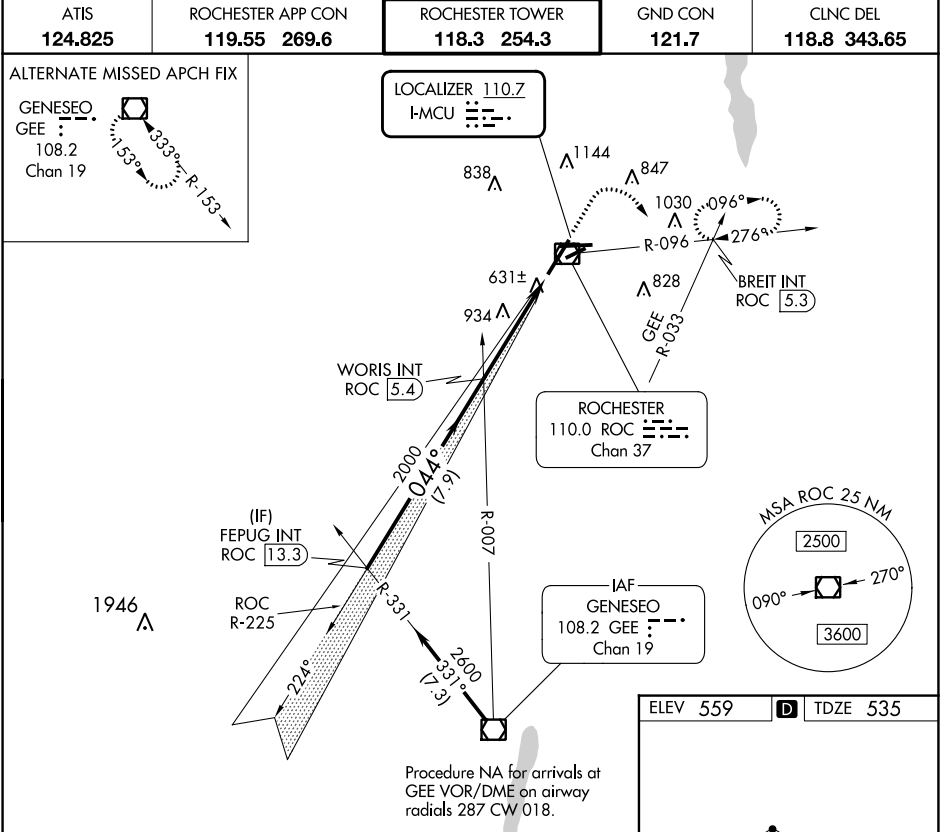 ATIS
124.825
ROCHESTER APP CON
119.55 269.6
ROCHESTER TOWER
118.3 254.3
GND CON
121.7
CLNC DEL
118.8 343.65
ALTERNATE MISSED APCH FIX
GENESEO
GEE
108.2
Chan 19
153°
333°
R-153
LOCALIZER 110.7
I-MCU
838
1144
847
1030
096°
R-096
276°
BREIT INT
ROC 5.3
631±
934
828
GEE
R-033
WORIS INT
ROC 5.4
ROCHESTER
110.0 ROC
Chan 37
2000
044°
(7.9)
R-007
MSA ROC 25 NM
2500
090°
270°
3600
(IF)
FEPUG INT
ROC 13.3
1946
ROC
R-225
R-331
224°
2600
331°
(7.3)
IAF
GENESEO
108.2 GEE
Chan 19
Procedure NA for arrivals at
GEE VOR/DME on airway
radials 287 CW 018.
ELEV 559
D
TDZE 535